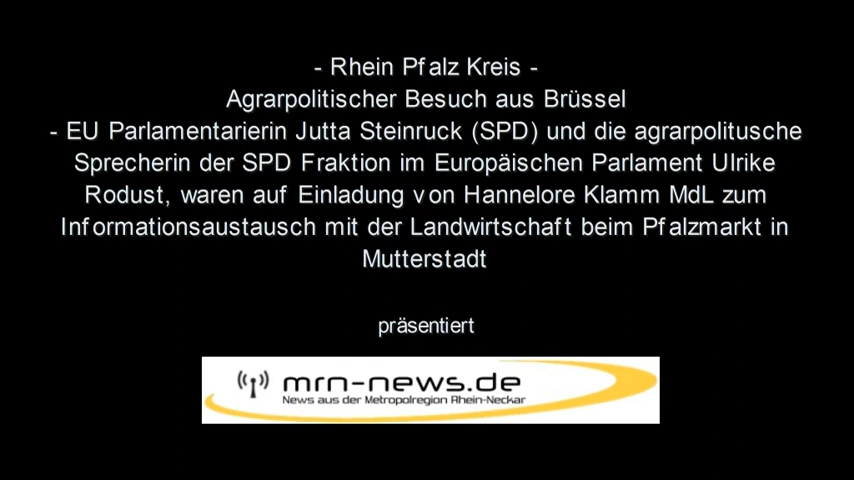 - Rhein Pfalz Kreis -
Agrarpolitischer Besuch aus Brüssel
- EU Parlamentarierin Jutta Steinruck (SPD) und die agrarpolitusche
Sprecherin der SPD Fraktion im Europäischen Parlament Ulrike
Rodust, waren auf Einladung von Hannelore Klamm MdL zum
Informationsaustausch mit der Landwirtschaft beim Pfalzmarkt in
Mutterstadt
präsentiert
mrn-news.de
News aus der Metropolregion Rhein-Neckar